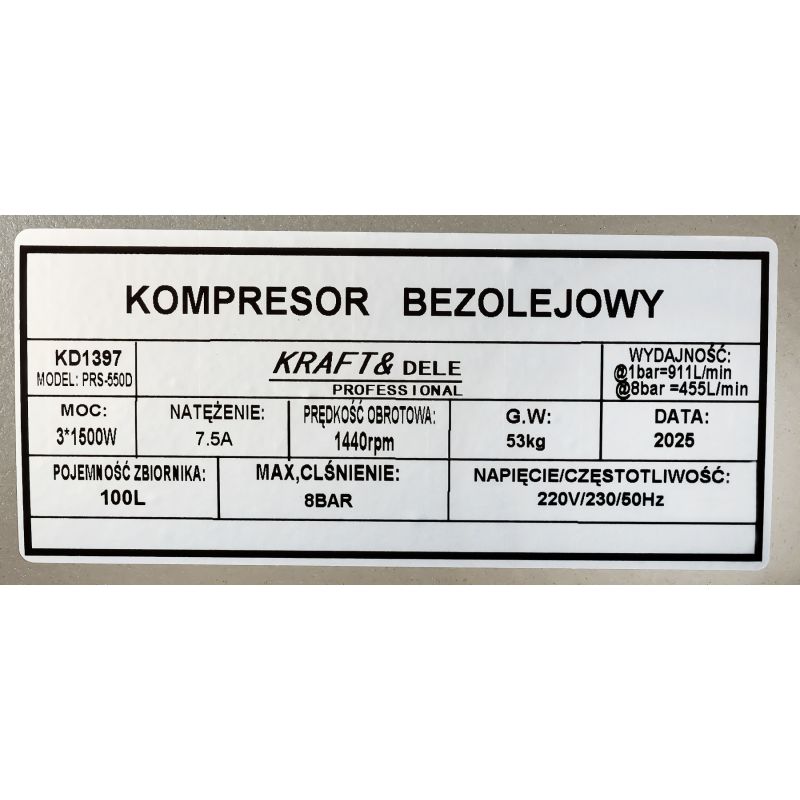 KOMPRESOR BEZOLEJOWY
KD1397
MODEL: PRS-550D
KRAFT& DELE
PROFESSIONAL
WYDAJNOŚĆ:
@1bar=911L/min
@8bar =455L/min
MOC:
3*1500W
NATĘŻENIE:
7.5A
PRĘDKOŚĆ OBROTOWA:
1440rpm
G.W:
53kg
DATA:
2025
POJEMNOŚĆ ZBIORNIKA:
100L
MAX,CLŚNIENIE:
8BAR
NAPIĘCIE/CZĘSTOTLIWOŚĆ:
220V/230/50Hz